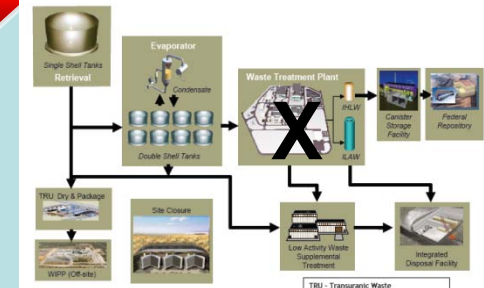 Single Shell Tanks
Retrieval
Evaporator
Condensate
Double Shell Tanks
Waste Treatment Plant
X
IHLW
ILAW
Canister
Storage
Facility
Federal
Repository
TRU Dry & Package
WIPP (Off-site)
Site Closure
Low Activity Waste
Supplemental
Treatment
Integrated
Disposal Facility
TRU - Transuranic Waste